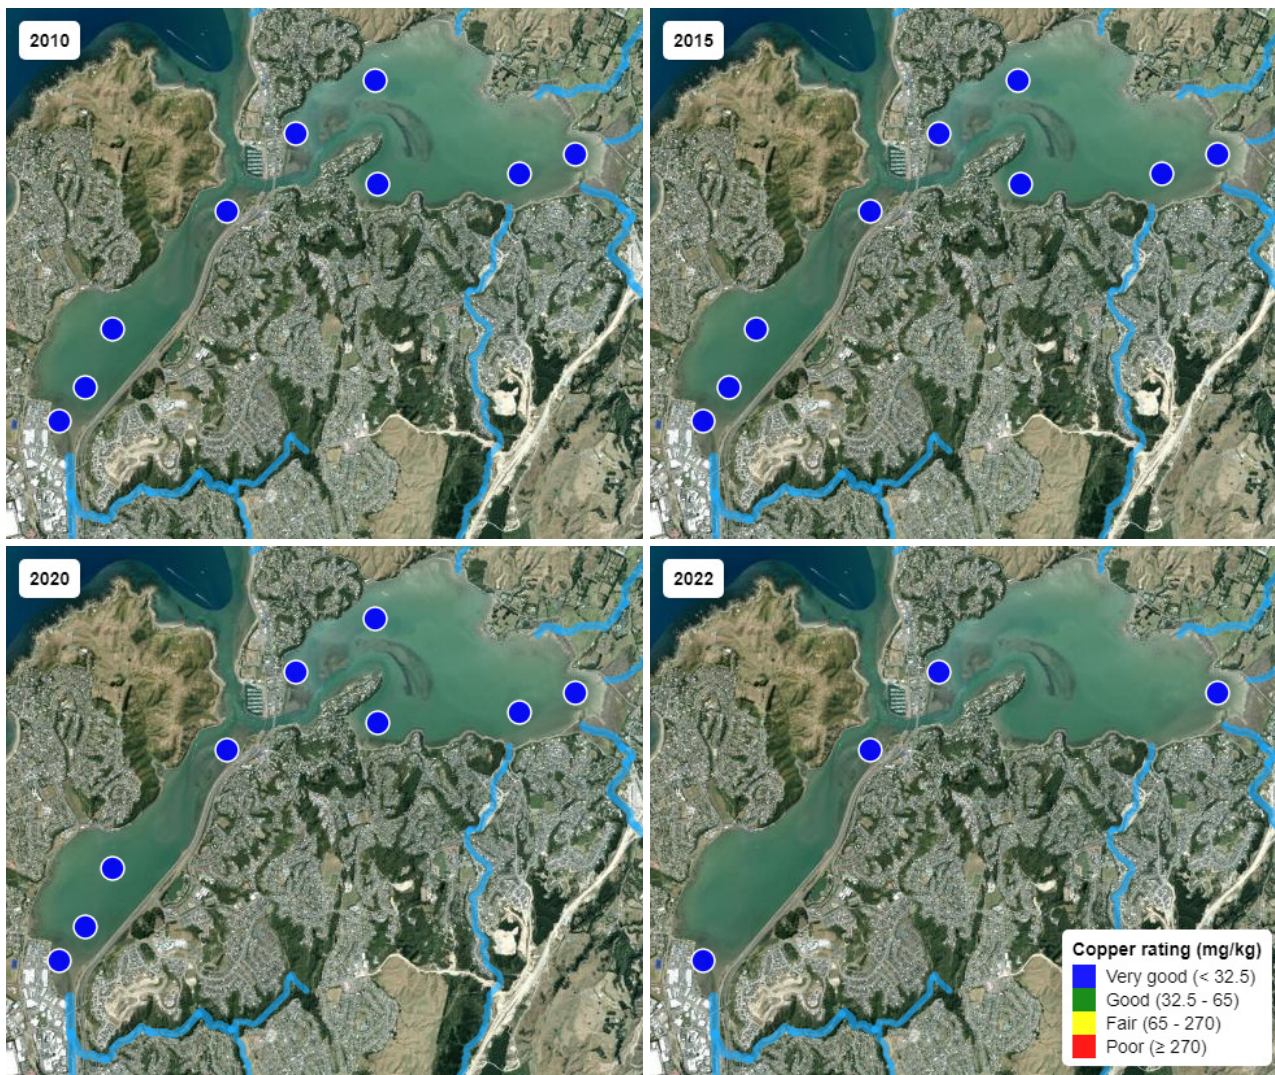 2010
2015
2020
2022
Copper rating (mg/kg)
Very good (< 32.5)
Good (32.5 - 65)
Fair (65 - 270)
Poor (≥ 270)